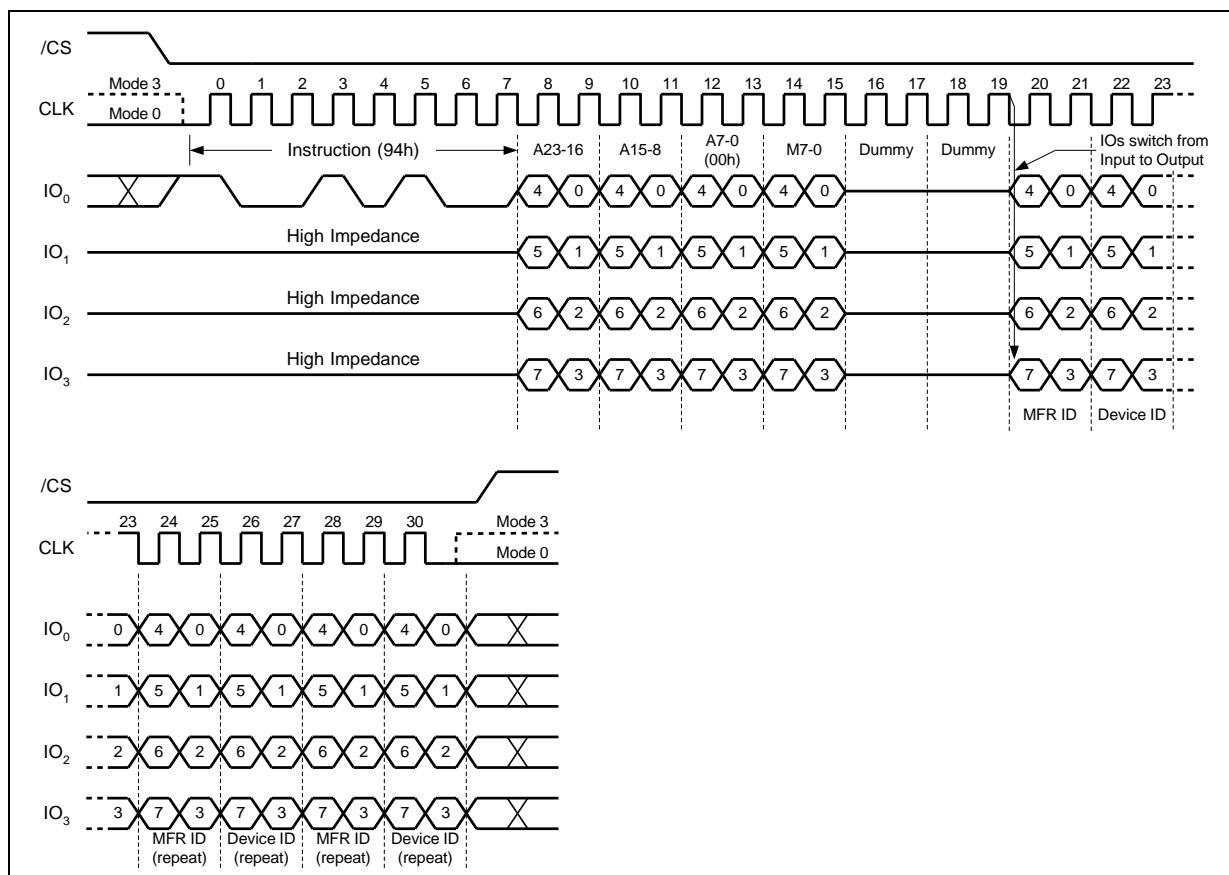 /CS
Mode 3 0 1 2 3 4 5 6 7 8 9 10 11 12 13 14 15 16 17 18 19 20 21 22 23
CLK
Mode 0
Instruction (94h) A23-16 A15-8 A7-0 (00h) M7-0 Dummy Dummy IOs switch from Input to Output
IO0 4 0 4 0 4 0 4 0 4 0 4 0
High Impedance
IO1 5 1 5 1 5 1 5 1 5 1 5 1
High Impedance
IO2 6 2 6 2 6 2 6 2 6 2 6 2
High Impedance
IO3 7 3 7 3 7 3 7 3 7 3 7 3
MFR ID Device ID
/CS
23 24 25 26 27 28 29 30 Mode 3
CLK
Mode 0
IO0 0 4 0 4 0 4 0 4 0
IO1 1 5 1 5 1 5 1 5 1
IO2 2 6 2 6 2 6 2 6 2
IO3 3 7 3 7 3 7 3 7 3
MFR ID (repeat) Device ID (repeat) MFR ID (repeat) Device ID (repeat)